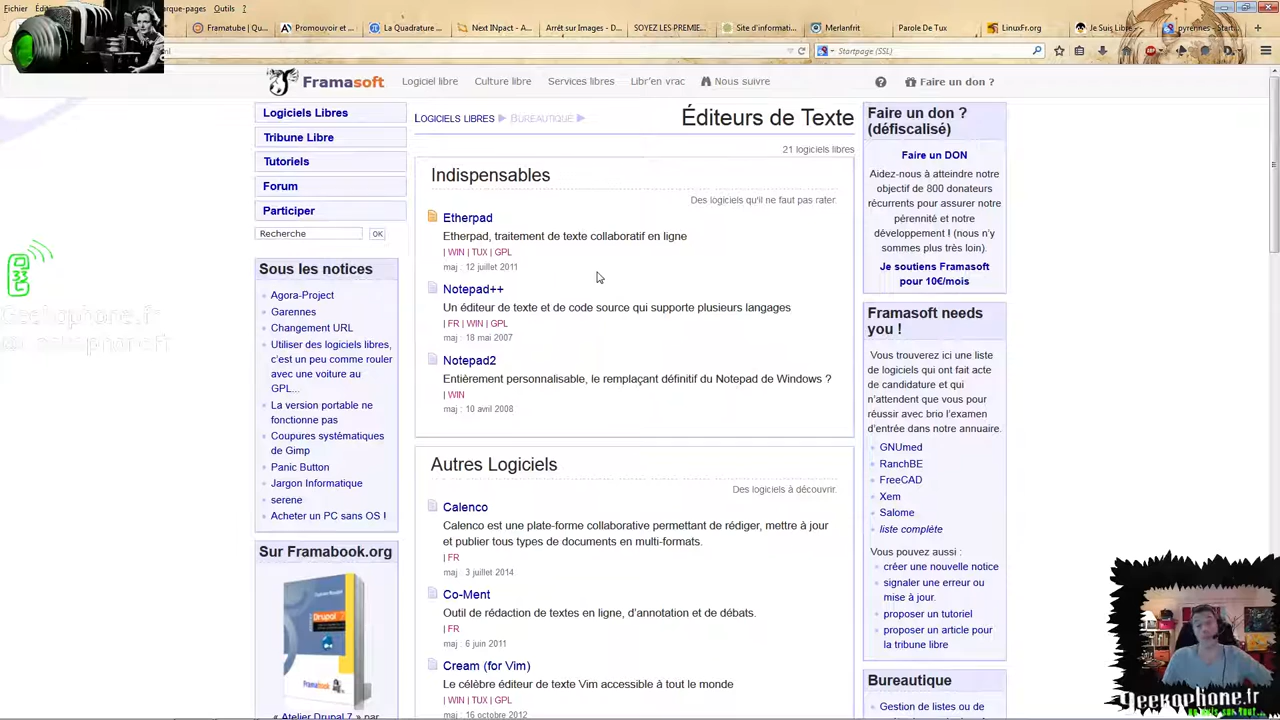 Fichier
Outils
?
Framatube | Qu...
Promouvoir et ...
La Quadrature ...
Next INpact - A...
Arrêt sur Images - D...
SOYEZ LES PREMIE...
Site d'informati...
Merlanfrit
Parole De Tux
LinuxFr.org
Je Suis Libre -...
pyrennes - Start...
Startpage (SSL)
Framasoft
Logiciel libre
Culture libre
Services libres
Libr'en vrac
Nous suivre
Faire un don ?
Logiciels Libres
Tribune Libre
Tutoriels
Forum
Participer
Recherche
OK
Sous les notices
Agora-Project
Garennes
Changement URL
Utiliser des logiciels libres,
c'est un peu comme rouler
avec une voiture au
GPL...
La version portable ne
fonctionne pas
Coupures systématiques
de Gimp
Panic Button
Jargon Informatique
serene
Acheter un PC sans OS !
Sur Framabook.org
Drupal
Framabook
« Atelier Drupal 7 » par
LOGICIELS LIBRES
BUREAUTIQUE
Éditeurs de Texte
21 logiciels libres
Indispensables
Des logiciels qu'il ne faut pas rater.
Etherpad
Etherpad, traitement de texte collaboratif en ligne
| WIN | TUX | GPL
maj : 12 juillet 2011
Notepad++
Un éditeur de texte et de code source qui supporte plusieurs langages
| FR | WIN | GPL
maj : 18 mai 2007
Notepad2
Entièrement personnalisable, le remplaçant définitif du Notepad de Windows ?
| WIN
maj : 10 avril 2008
Autres Logiciels
Des logiciels à découvrir.
Calenco
Calenco est une plate-forme collaborative permettant de rédiger, mettre à jour
et publier tous types de documents en multi-formats.
| FR
maj : 3 juillet 2014
Co-Ment
Outil de rédaction de textes en ligne, d'annotation et de débats.
| FR
maj : 6 juin 2011
Cream (for Vim)
Le célèbre éditeur de texte Vim accessible à tout le monde
| WIN | TUX | GPL
maj : 16 octobre 2012
Faire un don ?
(défiscalisé)
Faire un DON
Aidez-nous à atteindre notre
objectif de 800 donateurs
récurrents pour assurer notre
pérennité et notre
développement ! (nous n'y
sommes plus très loin).
Je soutiens Framasoft
pour 10€/mois
Framasoft needs
you !
Vous trouverez ici une liste
de logiciels qui ont fait acte
de candidature et qui
n'attendent que vous pour
réussir avec brio l'examen
d'entrée dans notre annuaire.
GNUmed
RanchBE
FreeCAD
Xem
Salome
liste complète
Vous pouvez aussi :
créer une nouvelle notice
signaler une erreur ou
mise à jour.
proposer un tutoriel
proposer un article pour
la tribune libre
Bureautique
Gestion de listes ou de
Geekophone.fr